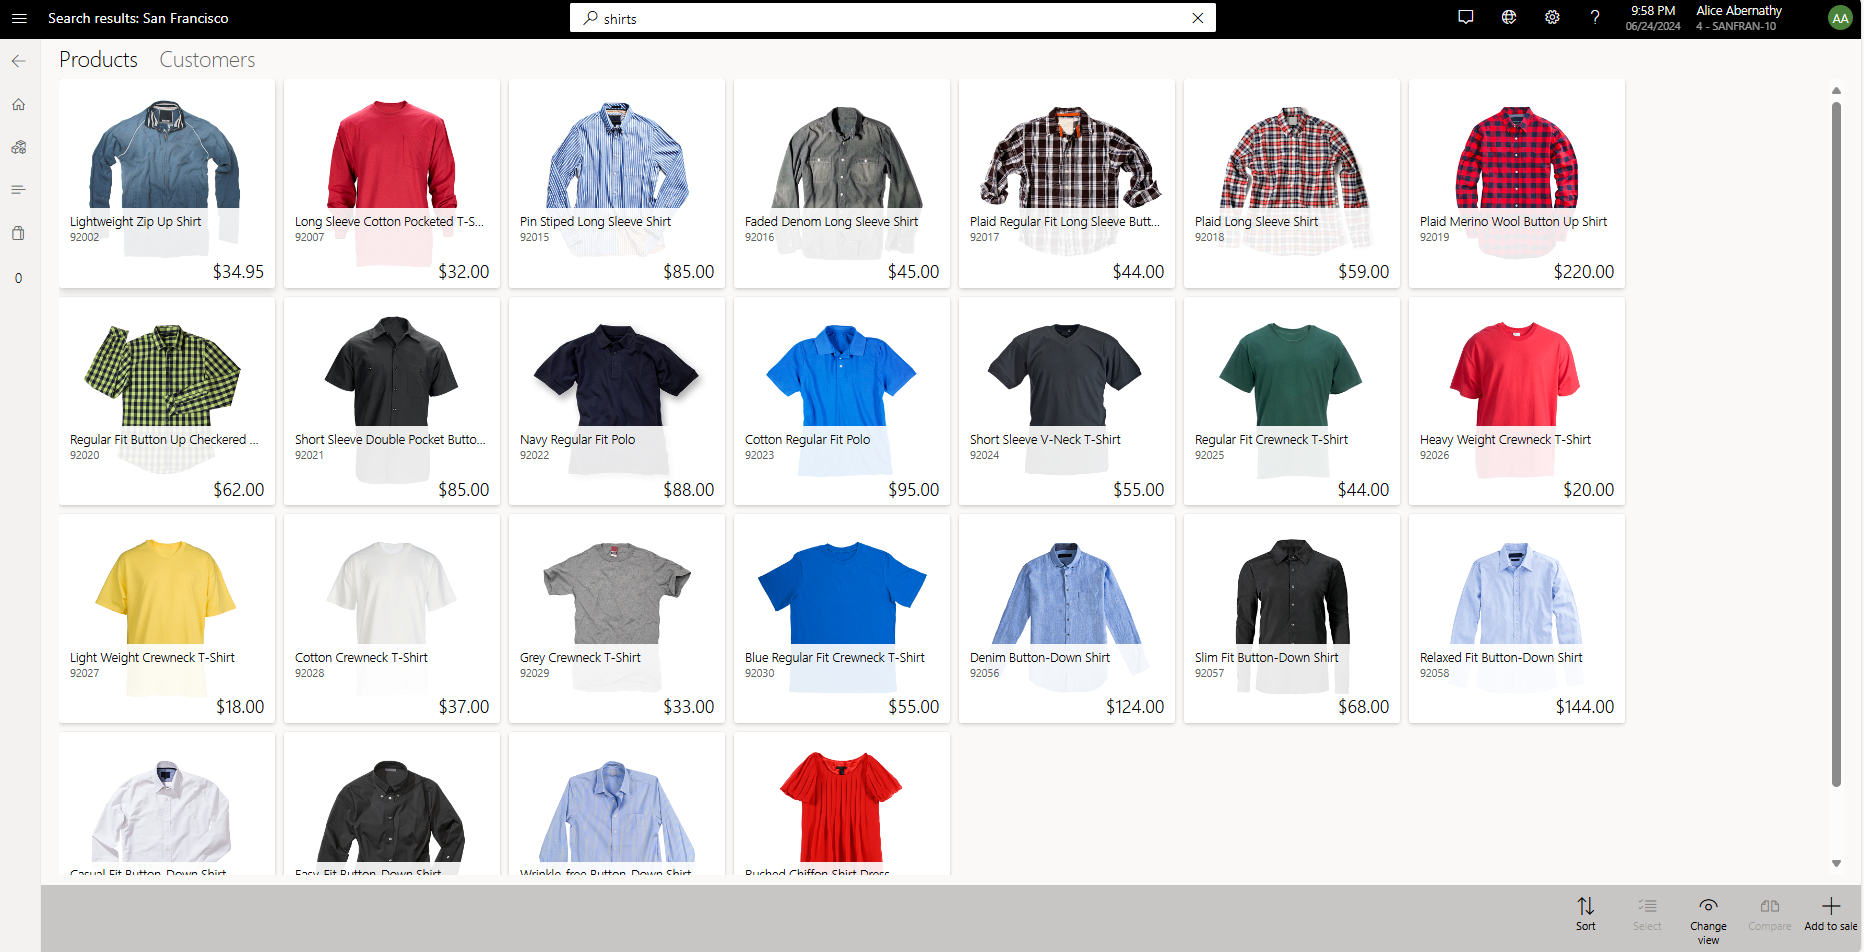 Search results: San Francisco
shirts
9:58 PM
06/24/2024
Alice Abernathy
4 - SANFRAN-10
AA
Products
Customers
0
Lightweight Zip Up Shirt
92002
$34.95
Long Sleeve Cotton Pocketed T-S...
92007
$32.00
Pin Stiped Long Sleeve Shirt
92015
$85.00
Faded Denom Long Sleeve Shirt
92016
$45.00
Plaid Regular Fit Long Sleeve Butt...
92017
$44.00
Plaid Long Sleeve Shirt
92018
$59.00
Plaid Merino Wool Button Up Shirt
92019
$220.00
Regular Fit Button Up Checkered ...
92020
$62.00
Short Sleeve Double Pocket Butto...
92021
$85.00
Navy Regular Fit Polo
92022
$88.00
Cotton Regular Fit Polo
92023
$95.00
Short Sleeve V-Neck T-Shirt
92024
$55.00
Regular Fit Crewneck T-Shirt
92025
$44.00
Heavy Weight Crewneck T-Shirt
92026
$20.00
Light Weight Crewneck T-Shirt
92027
$18.00
Cotton Crewneck T-Shirt
92028
$37.00
Grey Crewneck T-Shirt
92029
$33.00
Blue Regular Fit Crewneck T-Shirt
92030
$55.00
Denim Button-Down Shirt
92056
$124.00
Slim Fit Button-Down Shirt
92057
$68.00
Relaxed Fit Button-Down Shirt
92058
$144.00
Casual Fit Button-Down Shirt
Easy-Fit Button-Down Shirt
Wrinkle-free Button-Down Shirt
Ruched Chiffon Shirt Dress
Sort
Select
Change view
Compare
Add to sale